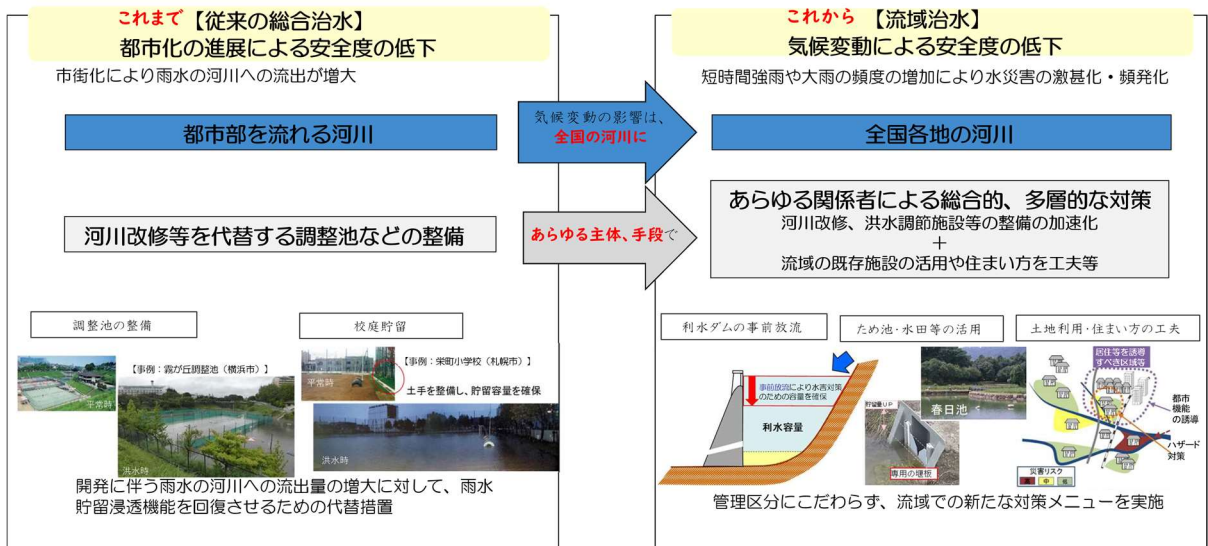 これまで【従来の総合治水】
都市化の進展による安全度の低下
市街化により雨水の河川への流出が増大
都市部を流れる河川
河川改修等を代替する調整池などの整備
調整池の整備
校庭貯留
平常時
【事例：霧が丘調整池（横浜市）】
洪水時
平常時
【事例：栄町小学校（札幌市）】
土手を整備し、貯留容量を確保
洪水時
開発に伴う雨水の河川への流出量の増大に対して、雨水
貯留浸透機能を回復させるための代替措置
気候変動の影響は、
全国の河川に
あらゆる主体、手段で
これから【流域治水】
気候変動による安全度の低下
短時間強雨や大雨の頻度の増加により水災害の激甚化・頻発化
全国各地の河川
あらゆる関係者による総合的、多層的な対策
河川改修、洪水調節施設等の整備の加速化
＋
流域の既存施設の活用や住まい方を工夫等
利水ダムの事前放流
ため池・水田等の活用
土地利用・住まい方の工夫
事前放流により水害対策
のための容量を確保
利水容量
貯留量UP
専用の堰板
春日池
居住等を誘導
すべき区域等
都市
機能
の誘導
ハザード
対策
災害リスク
高 中 低
管理区分にこだわらず、流域での新たな対策メニューを実施